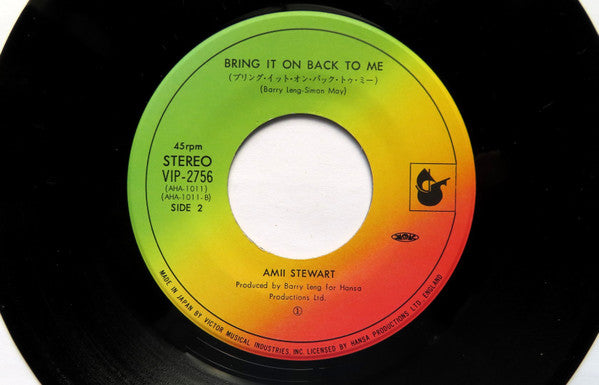 BRING IT ON BACK TO ME
(ブリング・イット・オン・バック・トゥ・ミー)
(Barry Leng-Simon May)
45rpm
STEREO
VIP-2756
(AHA-1011)
(AHA-1011-B)
SIDE 2
AMII STEWART
Produced by Barry Leng for Hansa
Productions Ltd.
①
MADE IN JAPAN BY VICTOR MUSICAL INDUSTRIES, INC. LICENSED BY HANSA PRODUCTIONS LTD., ENGLAND